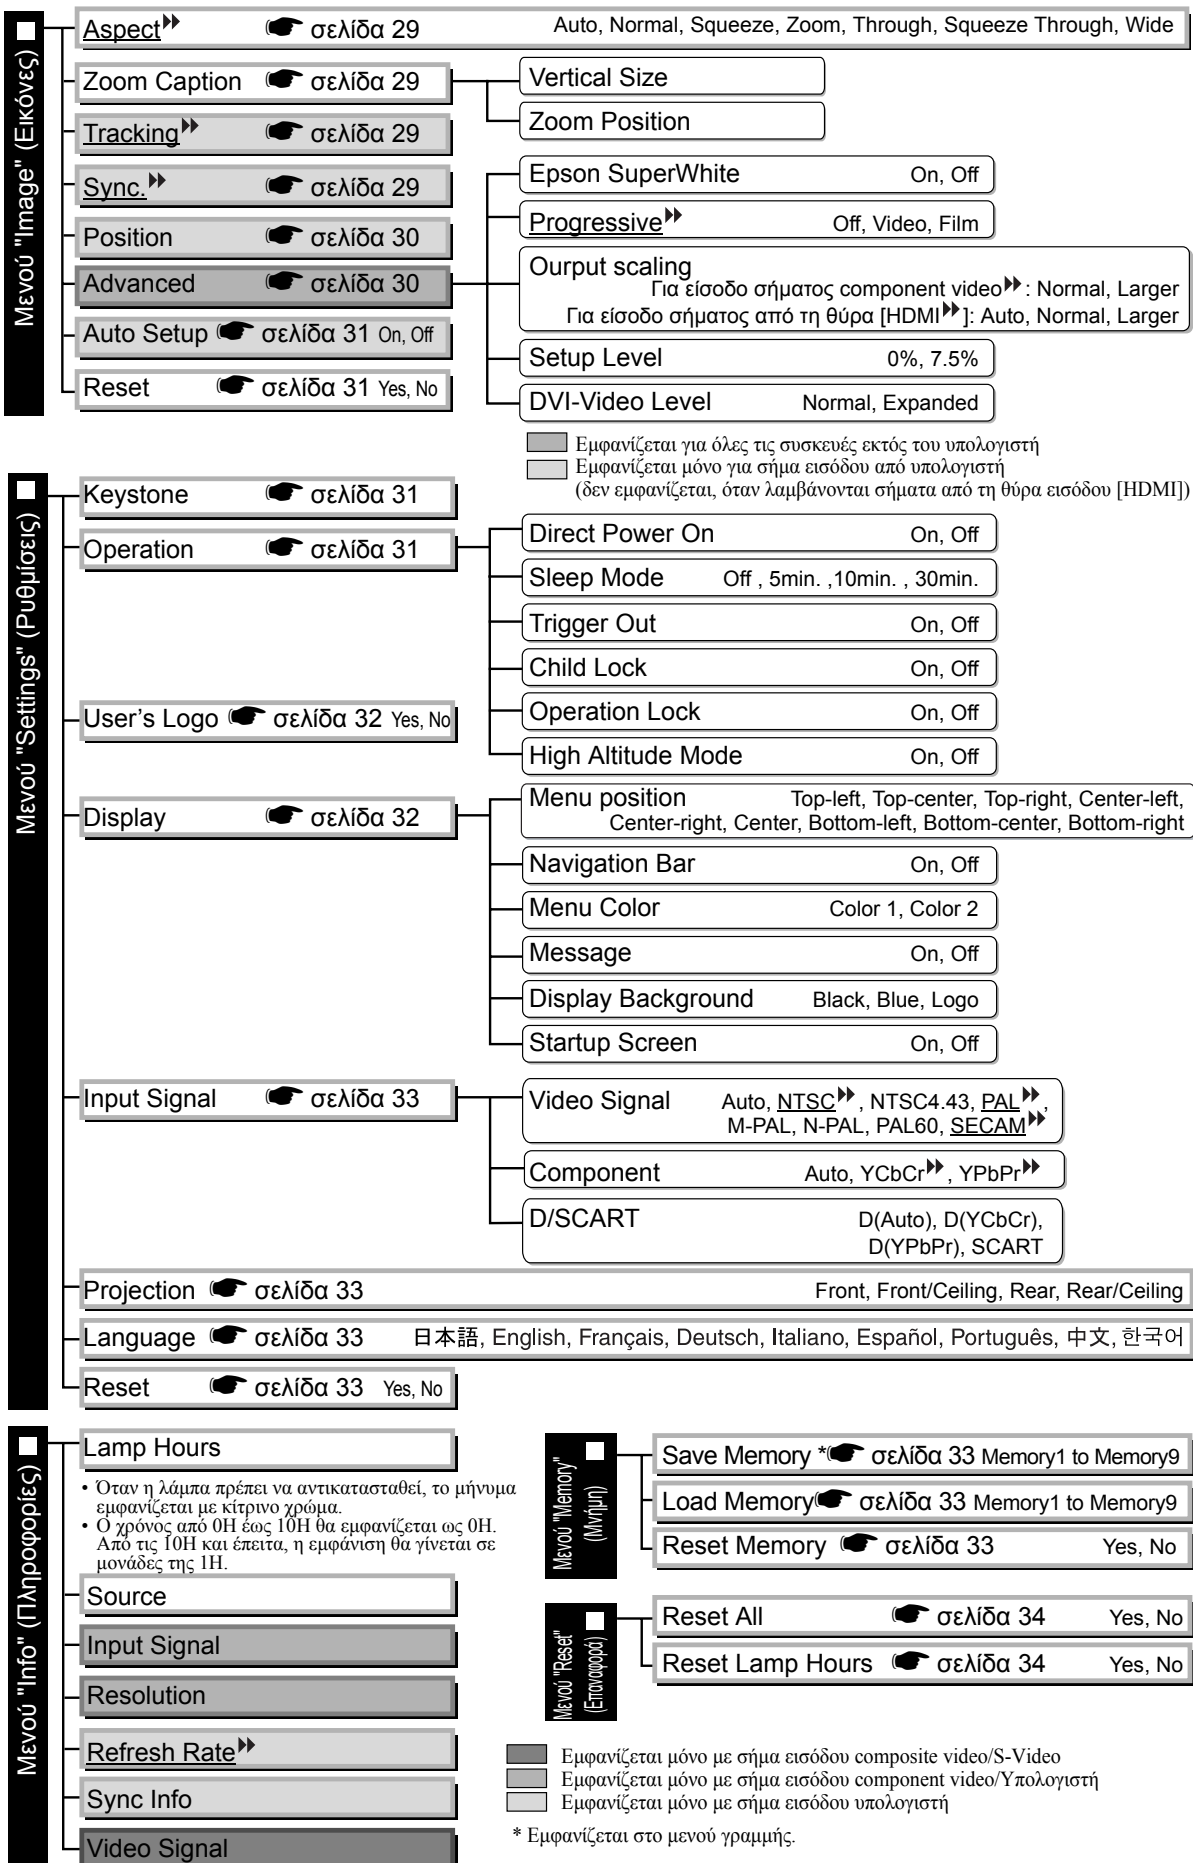 Μενού "Image" (Εικόνες)
Aspect σελίδα 29 Auto, Normal, Squeeze, Zoom, Through, Squeeze Through, Wide
Zoom Caption σελίδα 29
Vertical Size
Zoom Position
Tracking σελίδα 29
Sync. σελίδα 29
Position σελίδα 30
Advanced σελίδα 30
Epson SuperWhite On, Off
Progressive Off, Video, Film
Ourput scaling
Για είσοδο σήματος component video : Normal, Larger
Για είσοδο σήματος από τη θύρα [HDMI ]: Auto, Normal, Larger
Setup Level 0%, 7.5%
DVI-Video Level Normal, Expanded
Auto Setup σελίδα 31 On, Off
Reset σελίδα 31 Yes, No
Εμφανίζεται για όλες τις συσκευές εκτός του υπολογιστή
Εμφανίζεται μόνο για σήμα εισόδου από υπολογιστή
(δεν εμφανίζεται, όταν λαμβάνονται σήματα από τη θύρα εισόδου [HDMI])
Μενού "Settings" (Ρυθμίσεις)
Keystone σελίδα 31
Operation σελίδα 31
Direct Power On On, Off
Sleep Mode Off , 5min. ,10min. , 30min.
Trigger Out On, Off
Child Lock On, Off
Operation Lock On, Off
High Altitude Mode On, Off
User's Logo σελίδα 32 Yes, No
Display σελίδα 32
Menu position Top-left, Top-center, Top-right, Center-left,
Center-right, Center, Bottom-left, Bottom-center, Bottom-right
Navigation Bar On, Off
Menu Color Color 1, Color 2
Message On, Off
Display Background Black, Blue, Logo
Startup Screen On, Off
Input Signal σελίδα 33
Video Signal Auto, NTSC , NTSC4.43, PAL ,
M-PAL, N-PAL, PAL60, SECAM
Component Auto, YCbCr , YPbPr
D/SCART D(Auto), D(YCbCr),
D(YPbPr), SCART
Projection σελίδα 33 Front, Front/Ceiling, Rear, Rear/Ceiling
Language σελίδα 33 日本語, English, Français, Deutsch, Italiano, Español, Português, 中文, 한국어
Reset σελίδα 33 Yes, No
Μενού "Info" (Πληροφορίες)
Lamp Hours
• Όταν η λάμπα πρέπει να αντικατασταθεί, το μήνυμα
εμφανίζεται με κίτρινο χρώμα.
• Ο χρόνος από 0H έως 10H θα εμφανίζεται ως 0H.
Από τις 10H και έπειτα, η εμφάνιση θα γίνεται σε
μονάδες της 1H.
Source
Input Signal
Resolution
Refresh Rate
Sync Info
Video Signal
Μενού "Memory"
(Μνήμη)
Save Memory * σελίδα 33 Memory1 to Memory9
Load Memory σελίδα 33 Memory1 to Memory9
Reset Memory σελίδα 33 Yes, No
Μενού "Reset"
(Επαναφορά)
Reset All σελίδα 34 Yes, No
Reset Lamp Hours σελίδα 34 Yes, No
Εμφανίζεται μόνο με σήμα εισόδου composite video/S-Video
Εμφανίζεται μόνο με σήμα εισόδου component video/Υπολογιστή
Εμφανίζεται μόνο με σήμα εισόδου υπολογιστή
* Εμφανίζεται στο μενού γραμμής.